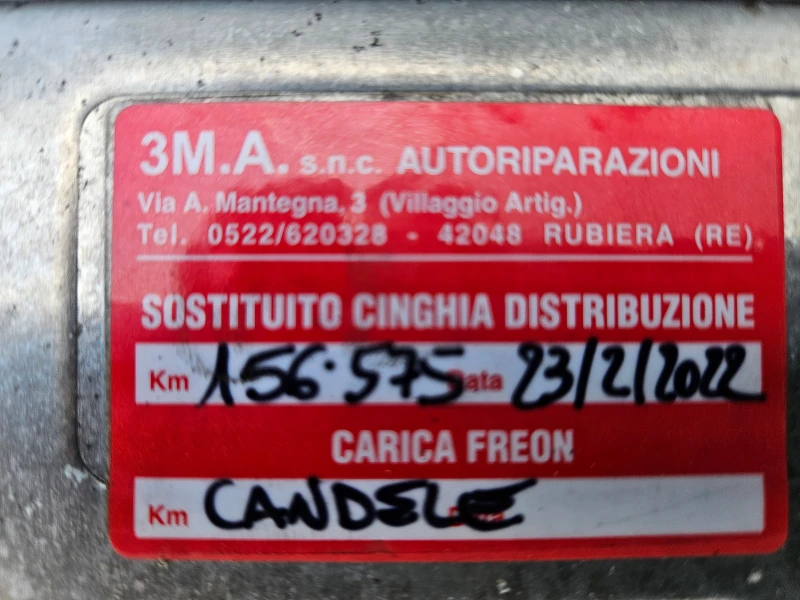 3M.A. s.n.c. AUTORIPARAZIONI
Via A. Mantegna, 3 (Villaggio Artig.)
Tel. 0522/620328 - 42048 RUBIERA (RE)
SOSTITUITO CINGHIA DISTRIBUZIONE
Km 156.575 Data 23/2/2022
CARICA FREON
Km CANDELE Data